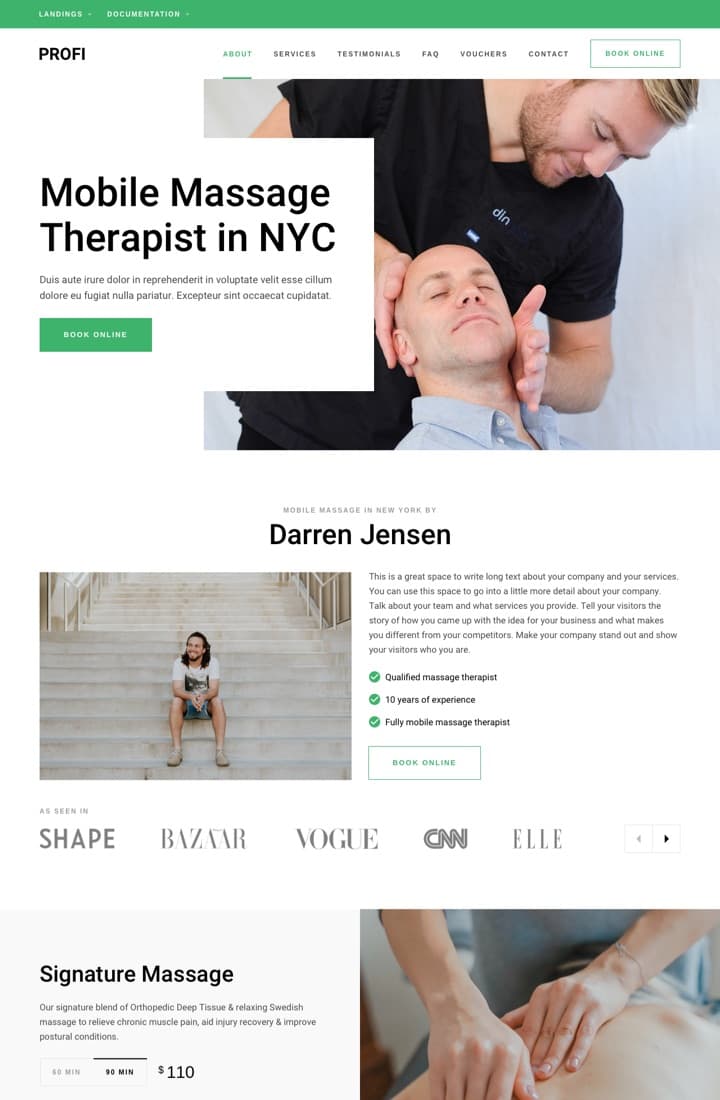 LANDINGS DOCUMENTATION
PROFI
ABOUT SERVICES TESTIMONIALS FAQ VOUCHERS CONTACT BOOK ONLINE
Mobile Massage
Therapist in NYC
Duis aute irure dolor in reprehenderit in voluptate velit esse cillum
dolore eu fugiat nulla pariatur. Excepteur sint occaecat cupidatat.
BOOK ONLINE
MOBILE MASSAGE IN NEW YORK BY
Darren Jensen
This is a great space to write long text about your company and your services.
You can use this space to go into a little more detail about your company.
Talk about your team and what services you provide. Tell your visitors the
story of how you came up with the idea for your business and what makes
you different from your competitors. Make your company stand out and show
your visitors who you are.
Qualified massage therapist
10 years of experience
Fully mobile massage therapist
BOOK ONLINE
AS SEEN IN
SHAPE BAZAAR VOGUE CNN ELLE
Signature Massage
Our signature blend of Orthopedic Deep Tissue & relaxing Swedish
massage to relieve chronic muscle pain, aid injury recovery & improve
postural conditions.
60 MIN 90 MIN $110